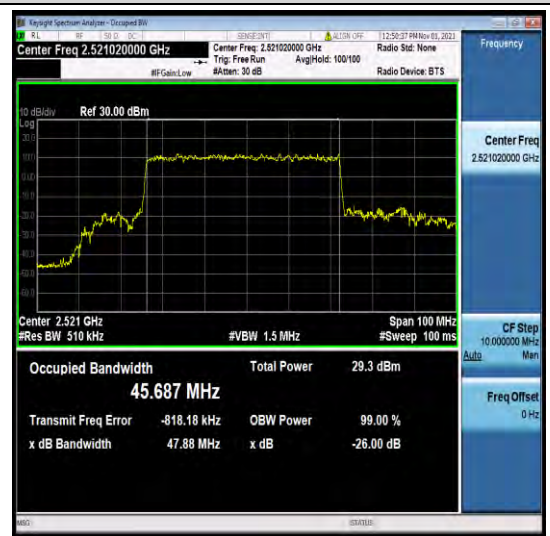 Keysight Spectrum Analyzer - Occupied BW
RL RF 50 Ω DC SENSE:INT ALIGN OFF 12:50:37 PM Nov 01, 2021
Center Freq 2.521020000 GHz
Center Freq: 2.521020000 GHz
Radio Std: None
Trig: Free Run Avg|Hold: 100/100
#IFGain:Low #Atten: 30 dB Radio Device: BTS
Frequency
10 dB/div Ref 30.00 dBm
Log
Center Freq
2.521020000 GHz
Center 2.521 GHz Span 100 MHz
#Res BW 510 kHz #VBW 1.5 MHz #Sweep 100 ms
CF Step
10.000000 MHz
Auto Man
Freq Offset
0 Hz
Occupied Bandwidth Total Power 29.3 dBm
45.687 MHz
Transmit Freq Error -818.18 kHz OBW Power 99.00 %
x dB Bandwidth 47.88 MHz x dB -26.00 dB
MSG STATUS